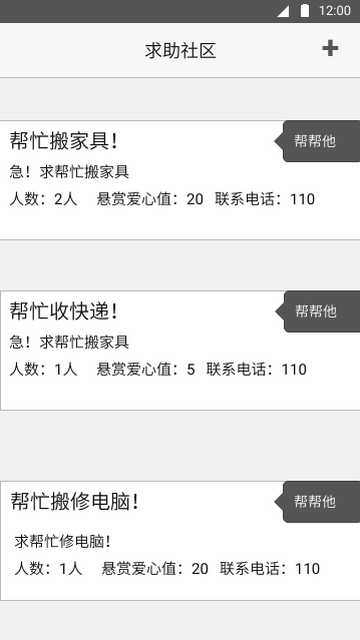 12:00
求助社区
帮忙搬家具！
帮帮他
急！求帮忙搬家具
人数：2人 悬赏爱心值：20 联系电话：110
帮忙收快递！
帮帮他
急！求帮忙搬家具
人数：1人 悬赏爱心值：5 联系电话：110
帮忙搬修电脑！
帮帮他
求帮忙修电脑！
人数：1人 悬赏爱心值：20 联系电话：110